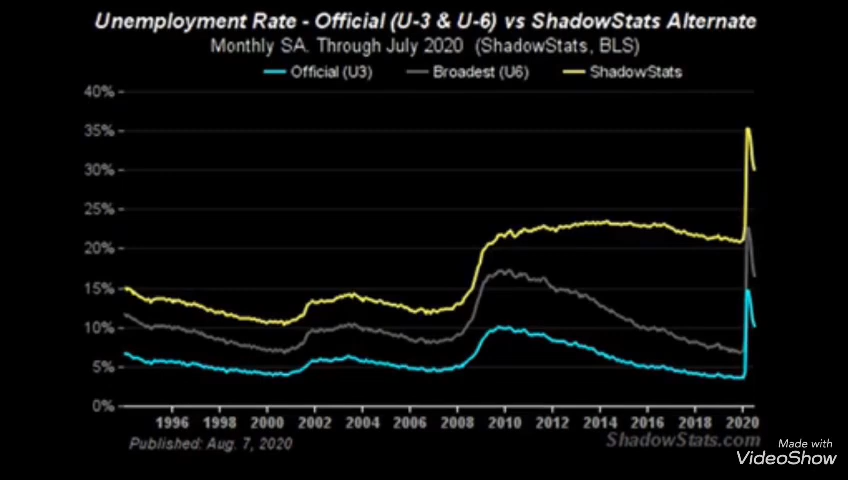 Unemployment Rate - Official (U-3 & U-6) vs ShadowStats Alternate
Monthly SA. Through July 2020 (ShadowStats, BLS)
Official (U3) Broadest (U6) ShadowStats
40%
35%
30%
25%
20%
15%
10%
5%
0%
1996 1998 2000 2002 2004 2006 2008 2010 2012 2014 2016 2018 2020
Published: Aug. 7, 2020
ShadowStats.com
Made with
VideoShow